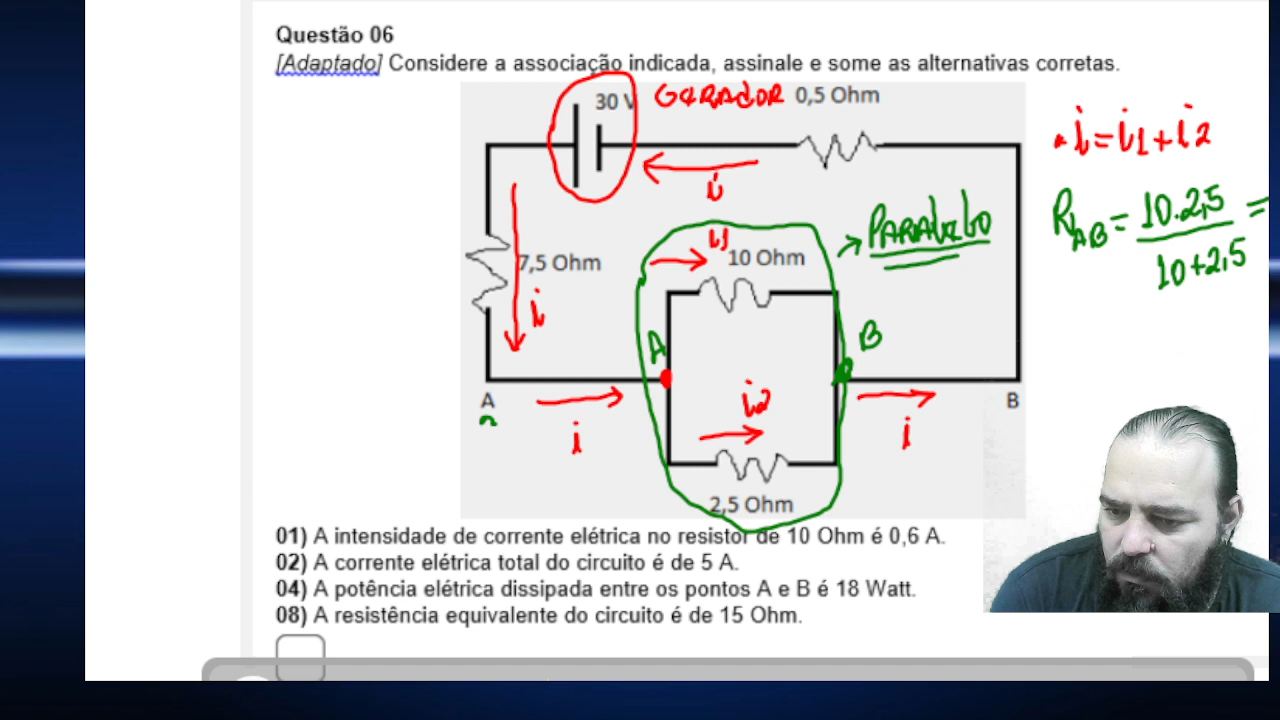 Questão 06
[Adaptado] Considere a associação indicada, assinale e some as alternativas corretas.
30 V GERADOR 0,5 Ohm
i = i1 + i2
i
RAB = 10.2,5 / 10+2,5 =
PARALELO
i1
7,5 Ohm
10 Ohm
i
A
B
i2
A
B
i
i
2,5 Ohm
01) A intensidade de corrente elétrica no resistor de 10 Ohm é 0,6 A.
02) A corrente elétrica total do circuito é de 5 A.
04) A potência elétrica dissipada entre os pontos A e B é 18 Watt.
08) A resistência equivalente do circuito é de 15 Ohm.